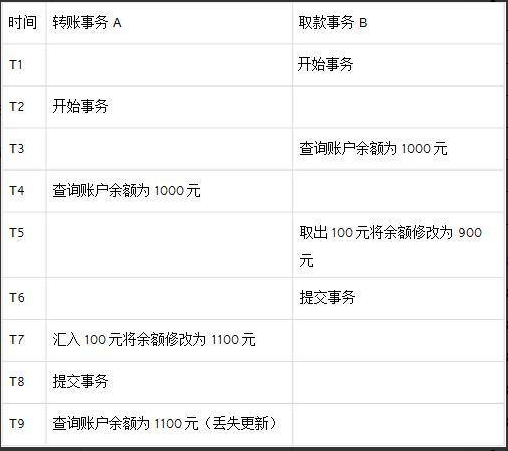 时间 转账事务 A 取款事务 B
T1 开始事务
T2 开始事务
T3 查询账户余额为 1000 元
T4 查询账户余额为 1000 元
T5 取出 100 元将余额修改为 900
元
T6 提交事务
T7 汇入 100 元将余额修改为 1100 元
T8 提交事务
T9 查询账户余额为 1100 元（丢失更新）